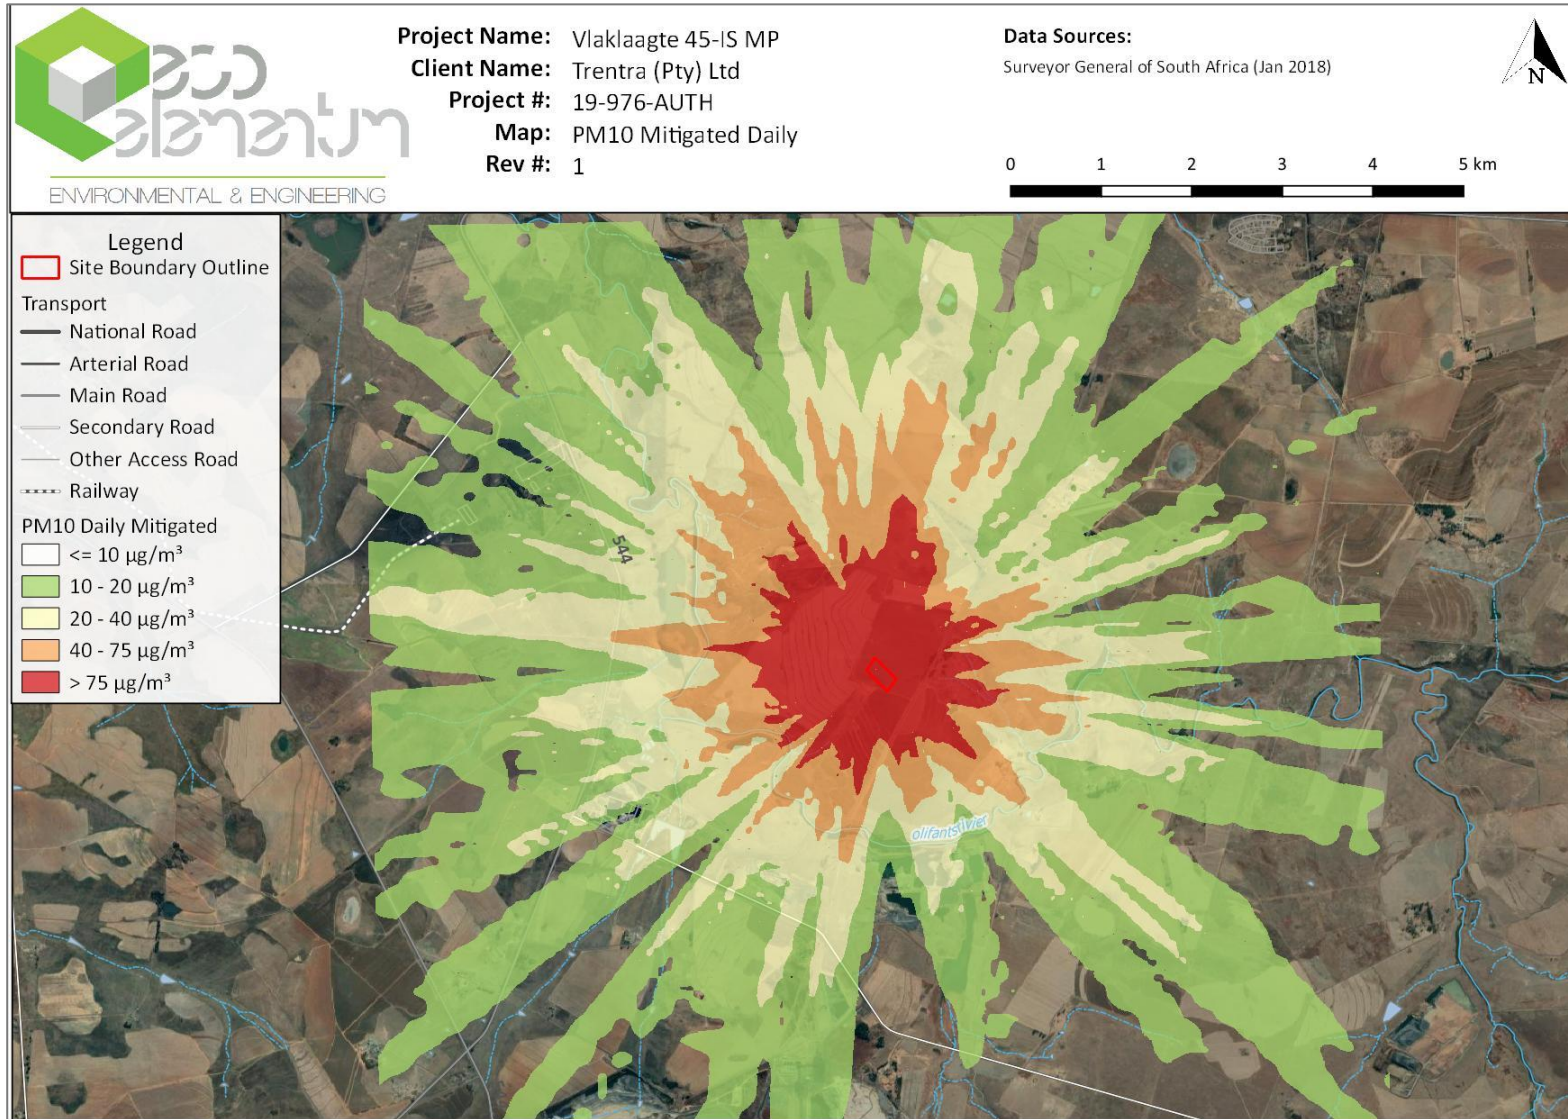 eco
elementum
ENVIRONMENTAL & ENGINEERING
Project Name: Vlaklaagte 45-IS MP
Client Name: Trentra (Pty) Ltd
Project #: 19-976-AUTH
Map: PM10 Mitigated Daily
Rev #: 1
Data Sources:
Surveyor General of South Africa (Jan 2018)
N
0 1 2 3 4 5 km
Legend
Site Boundary Outline
Transport
National Road
Arterial Road
Main Road
Secondary Road
Other Access Road
Railway
PM10 Daily Mitigated
<= 10 µg/m³
10 - 20 µg/m³
20 - 40 µg/m³
40 - 75 µg/m³
> 75 µg/m³
544
olifantsrivier